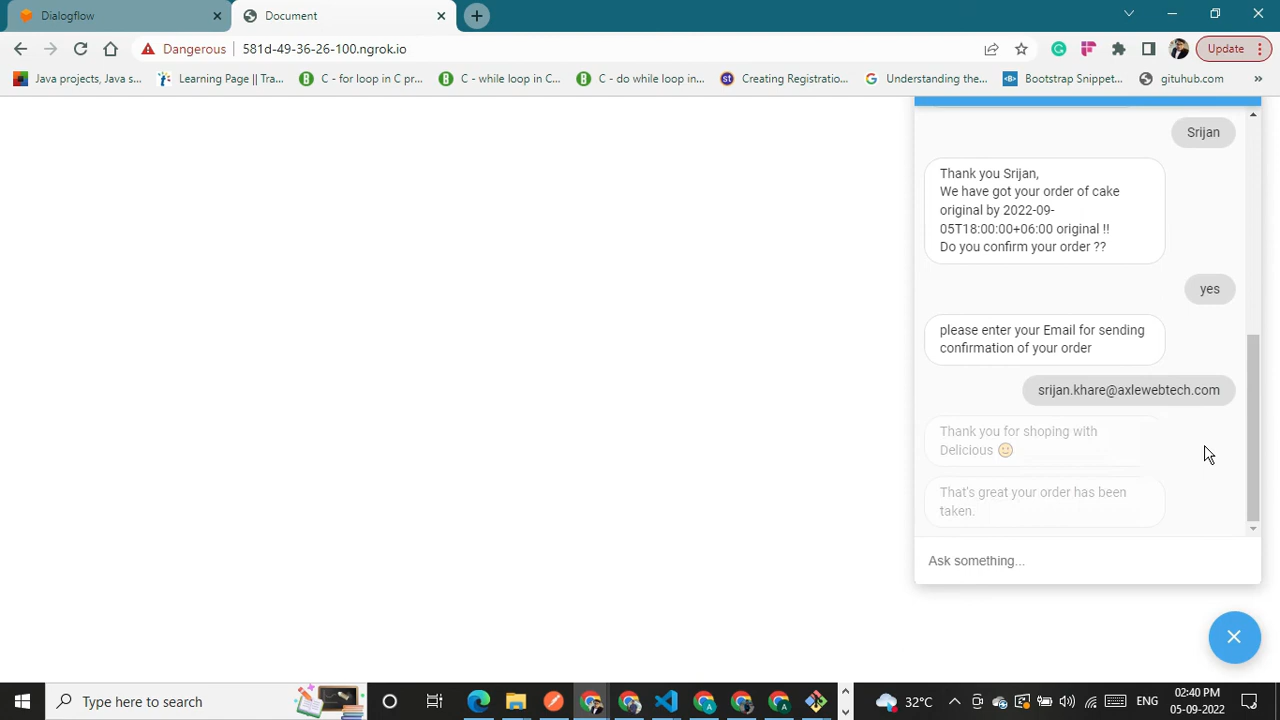 Dialogflow
Document
Dangerous
581d-49-36-26-100.ngrok.io
Update
Java projects, Java s...
Learning Page || Tra...
C - for loop in C pr...
C - while loop in C...
C - do while loop in...
Creating Registratio...
Understanding the...
Bootstrap Snippet...
gituhub.com
»
Srijan
Thank you Srijan,
We have got your order of cake
original by 2022-09-
05T18:00:00+06:00 original !!
Do you confirm your order ??
yes
please enter your Email for sending
confirmation of your order
srijan.khare@axlewebtech.com
Thank you for shoping with
Delicious 🙂
That's great your order has been
taken.
Ask something...
Type here to search
32°C
ENG
02:40 PM
05-09-2022